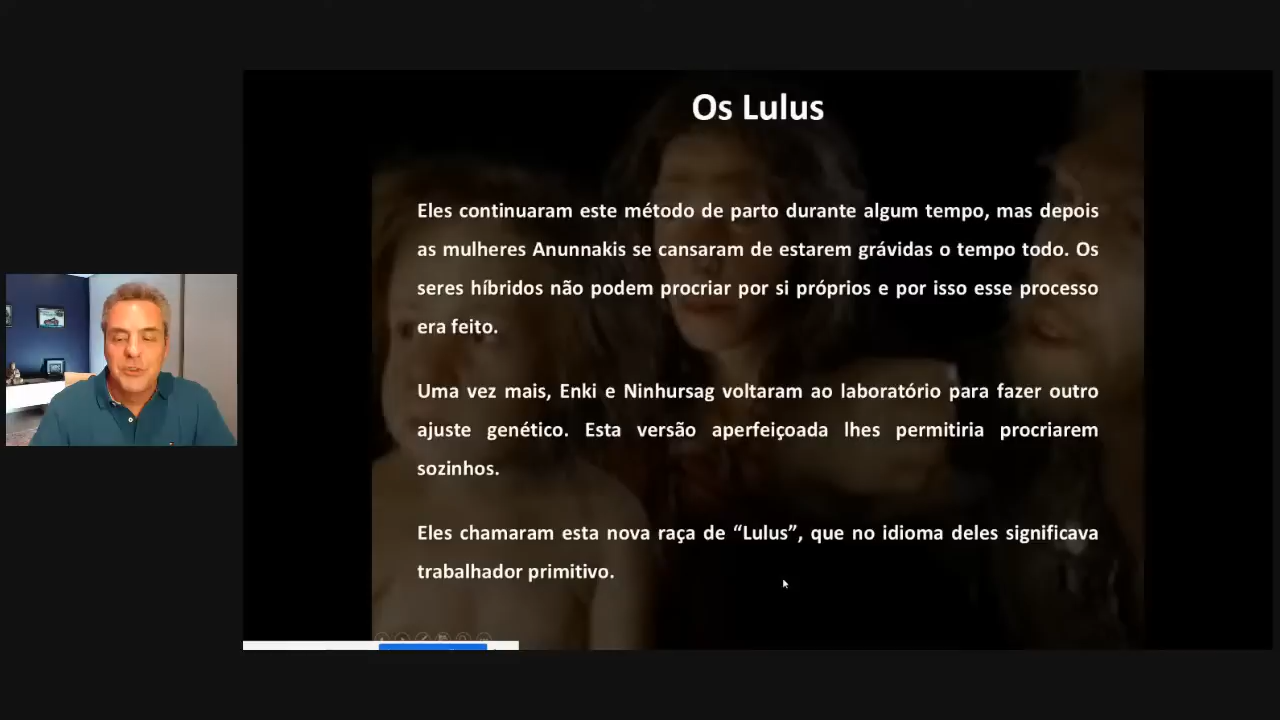 Os Lulus
Eles continuaram este método de parto durante algum tempo, mas depois
as mulheres Anunnakis se cansaram de estarem grávidas o tempo todo. Os
seres híbridos não podem procriar por si próprios e por isso esse processo
era feito.
Uma vez mais, Enki e Ninhursag voltaram ao laboratório para fazer outro
ajuste genético. Esta versão aperfeiçoada lhes permitiria procriarem
sozinhos.
Eles chamaram esta nova raça de “Lulus”, que no idioma deles significava
trabalhador primitivo.